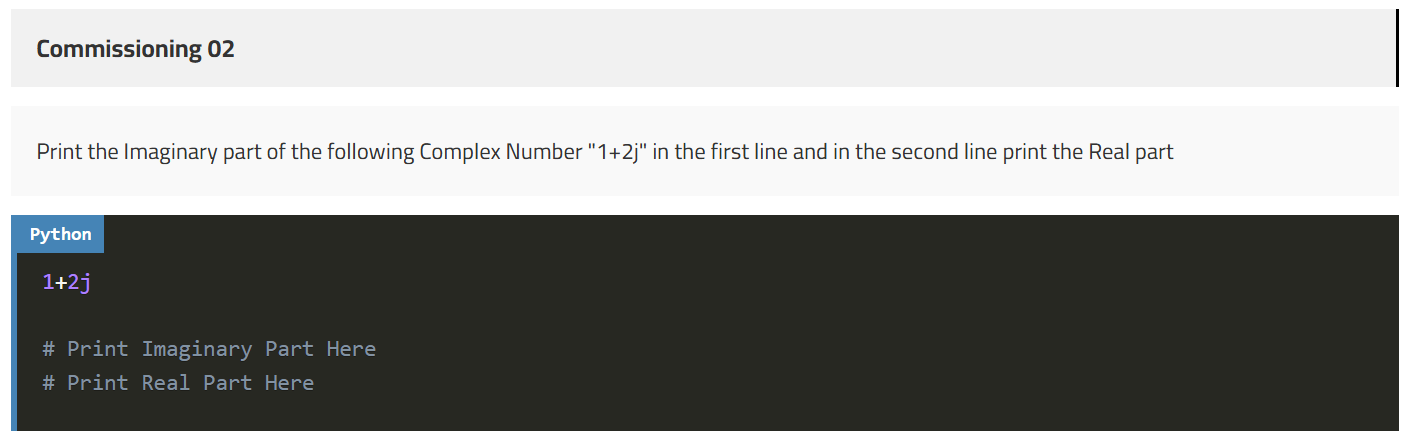 Commissioning 02
Print the Imaginary part of the following Complex Number "1+2j" in the first line and in the second line print the Real part
Python
1+2j
# Print Imaginary Part Here
# Print Real Part Here